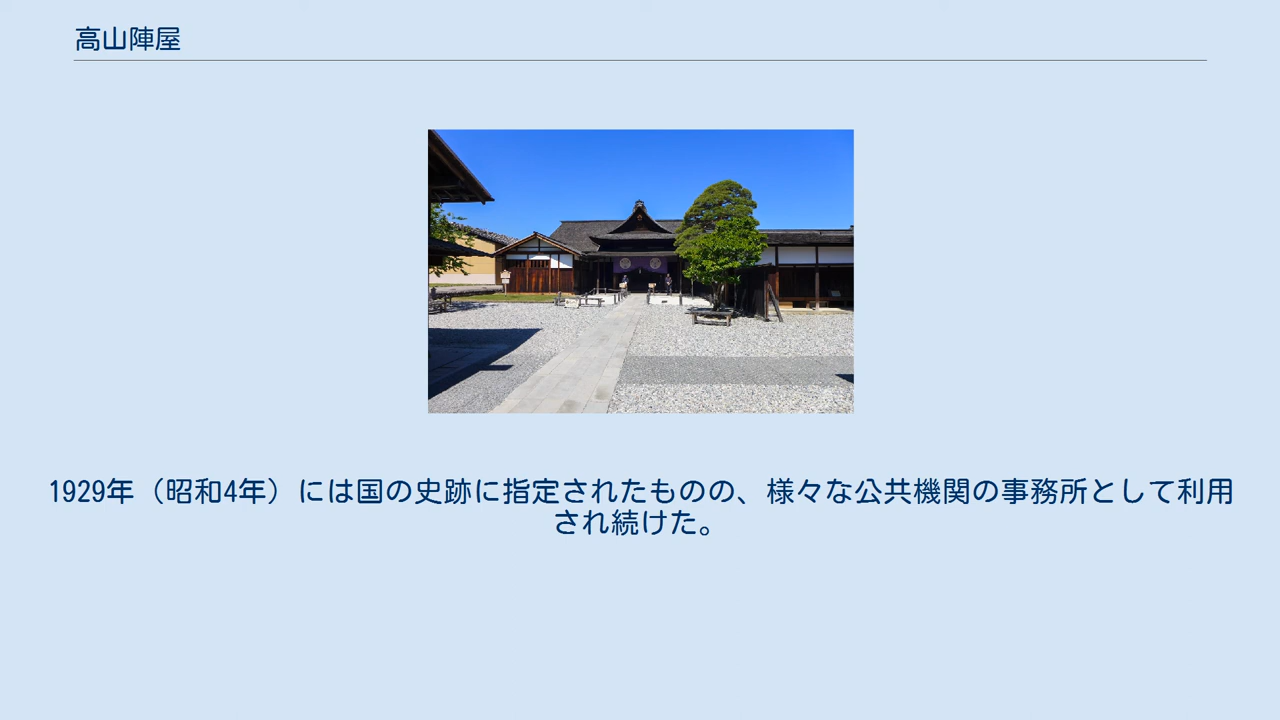 高山陣屋
1929年（昭和4年）には国の史跡に指定されたものの、様々な公共機関の事務所として利用
され続けた。